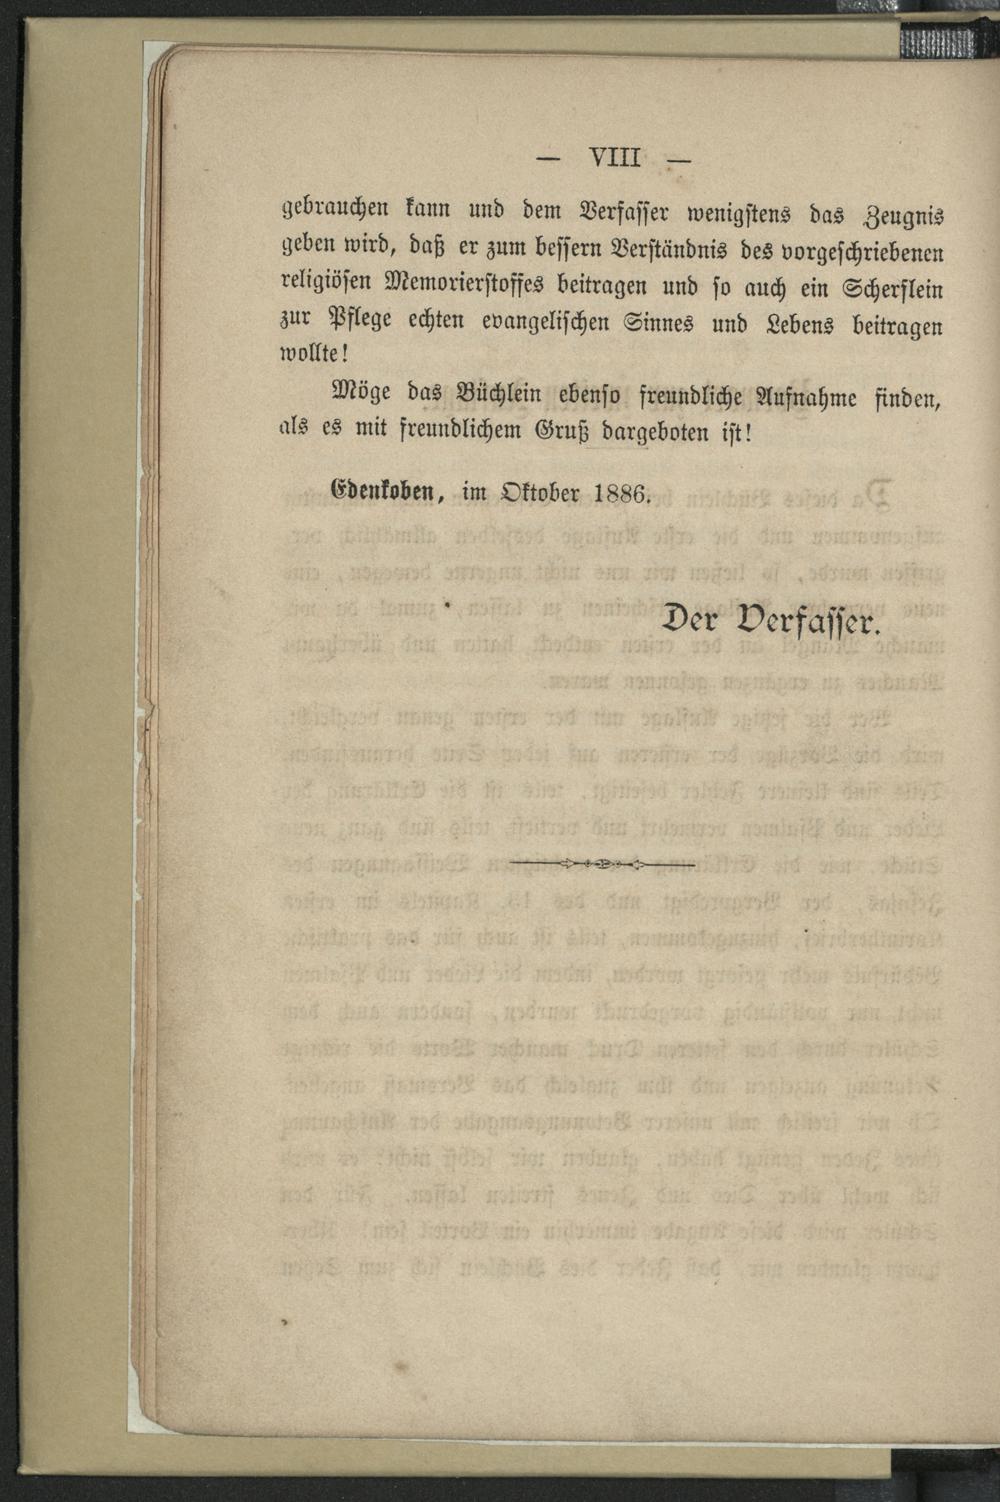 — VIII —
gebrauchen kann und dem Verfasser wenigstens das Zeugnis
geben wird, daß er zum bessern Verständnis des vorgeschriebenen
religiösen Memorierstoffes beitragen und so auch ein Scherflein
zur Pflege echten evangelischen Sinnes und Lebens beitragen
wollte!
Möge das Büchlein ebenso freundliche Aufnahme finden,
als es mit freundlichem Gruß dargeboten ist!
Edenkoben, im Oktober 1886.
Der Verfasser.